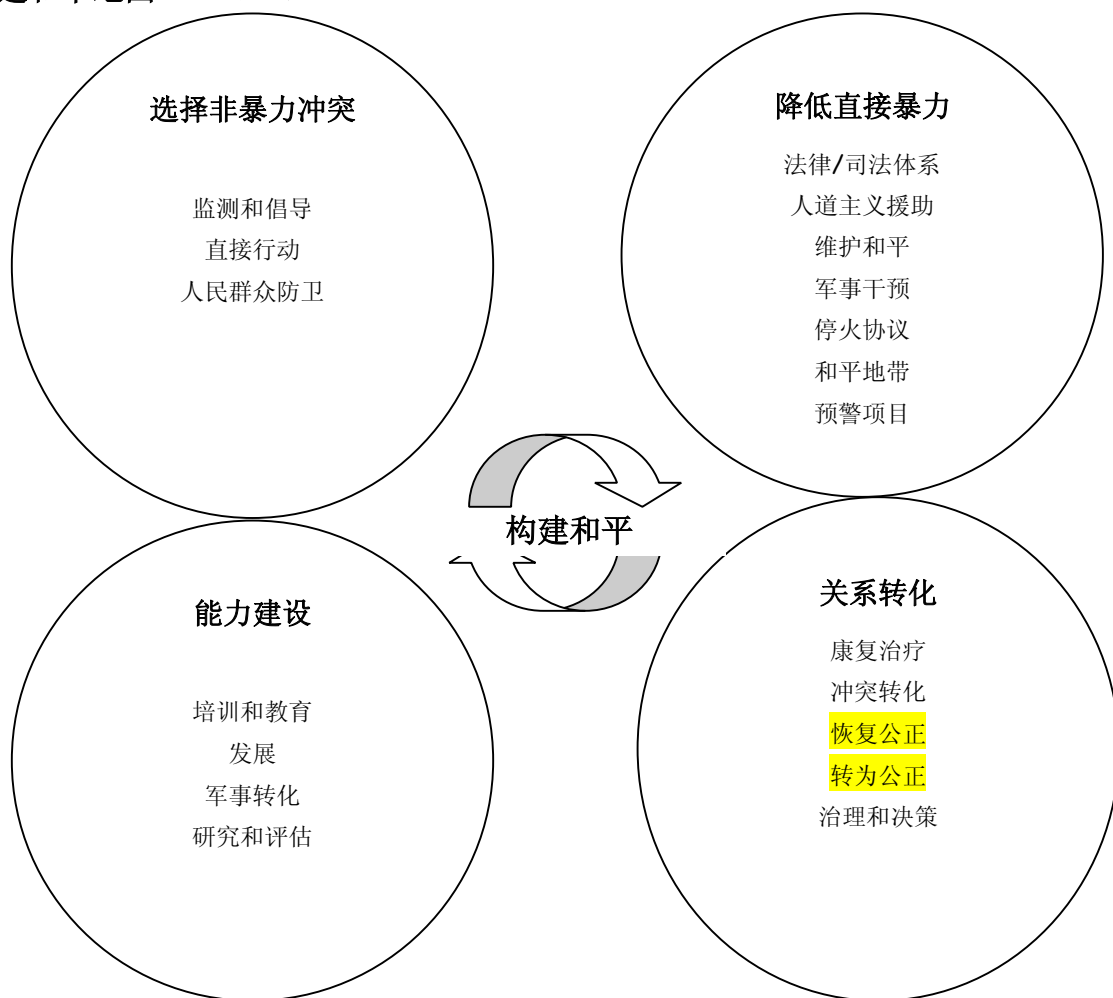 选择非暴力冲突
监测和倡导
直接行动
人民群众防卫
降低直接暴力
法律/司法体系
人道主义援助
维护和平
军事干预
停火协议
和平地带
预警项目
构建和平
能力建设
培训和教育
发展
军事转化
研究和评估
关系转化
康复治疗
冲突转化
恢复公正
转为公正
治理和决策